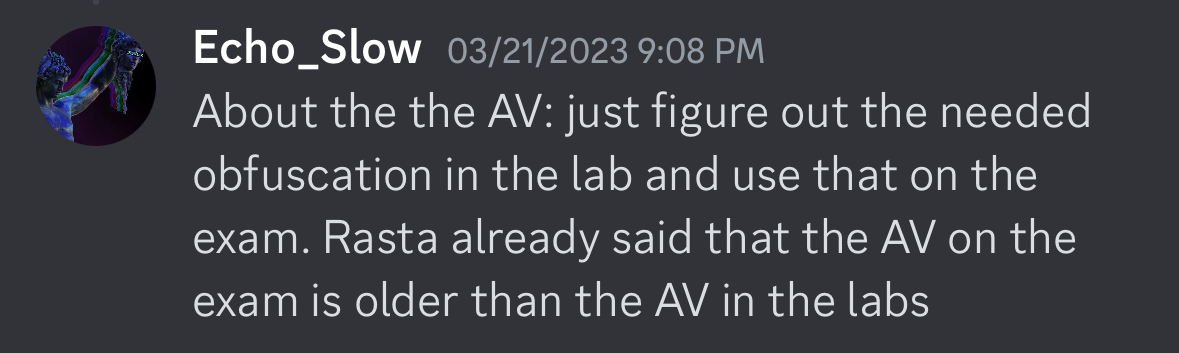 Echo_Slow 03/21/2023 9:08 PM
About the the AV: just figure out the needed
obfuscation in the lab and use that on the
exam. Rasta already said that the AV on the
exam is older than the AV in the labs